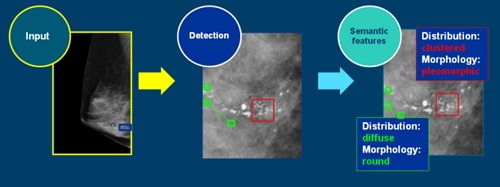 Input
Detection
Semantic
features
Distribution:
clustered
Morphology:
pleomorphic
Distribution:
diffuse
Morphology:
round